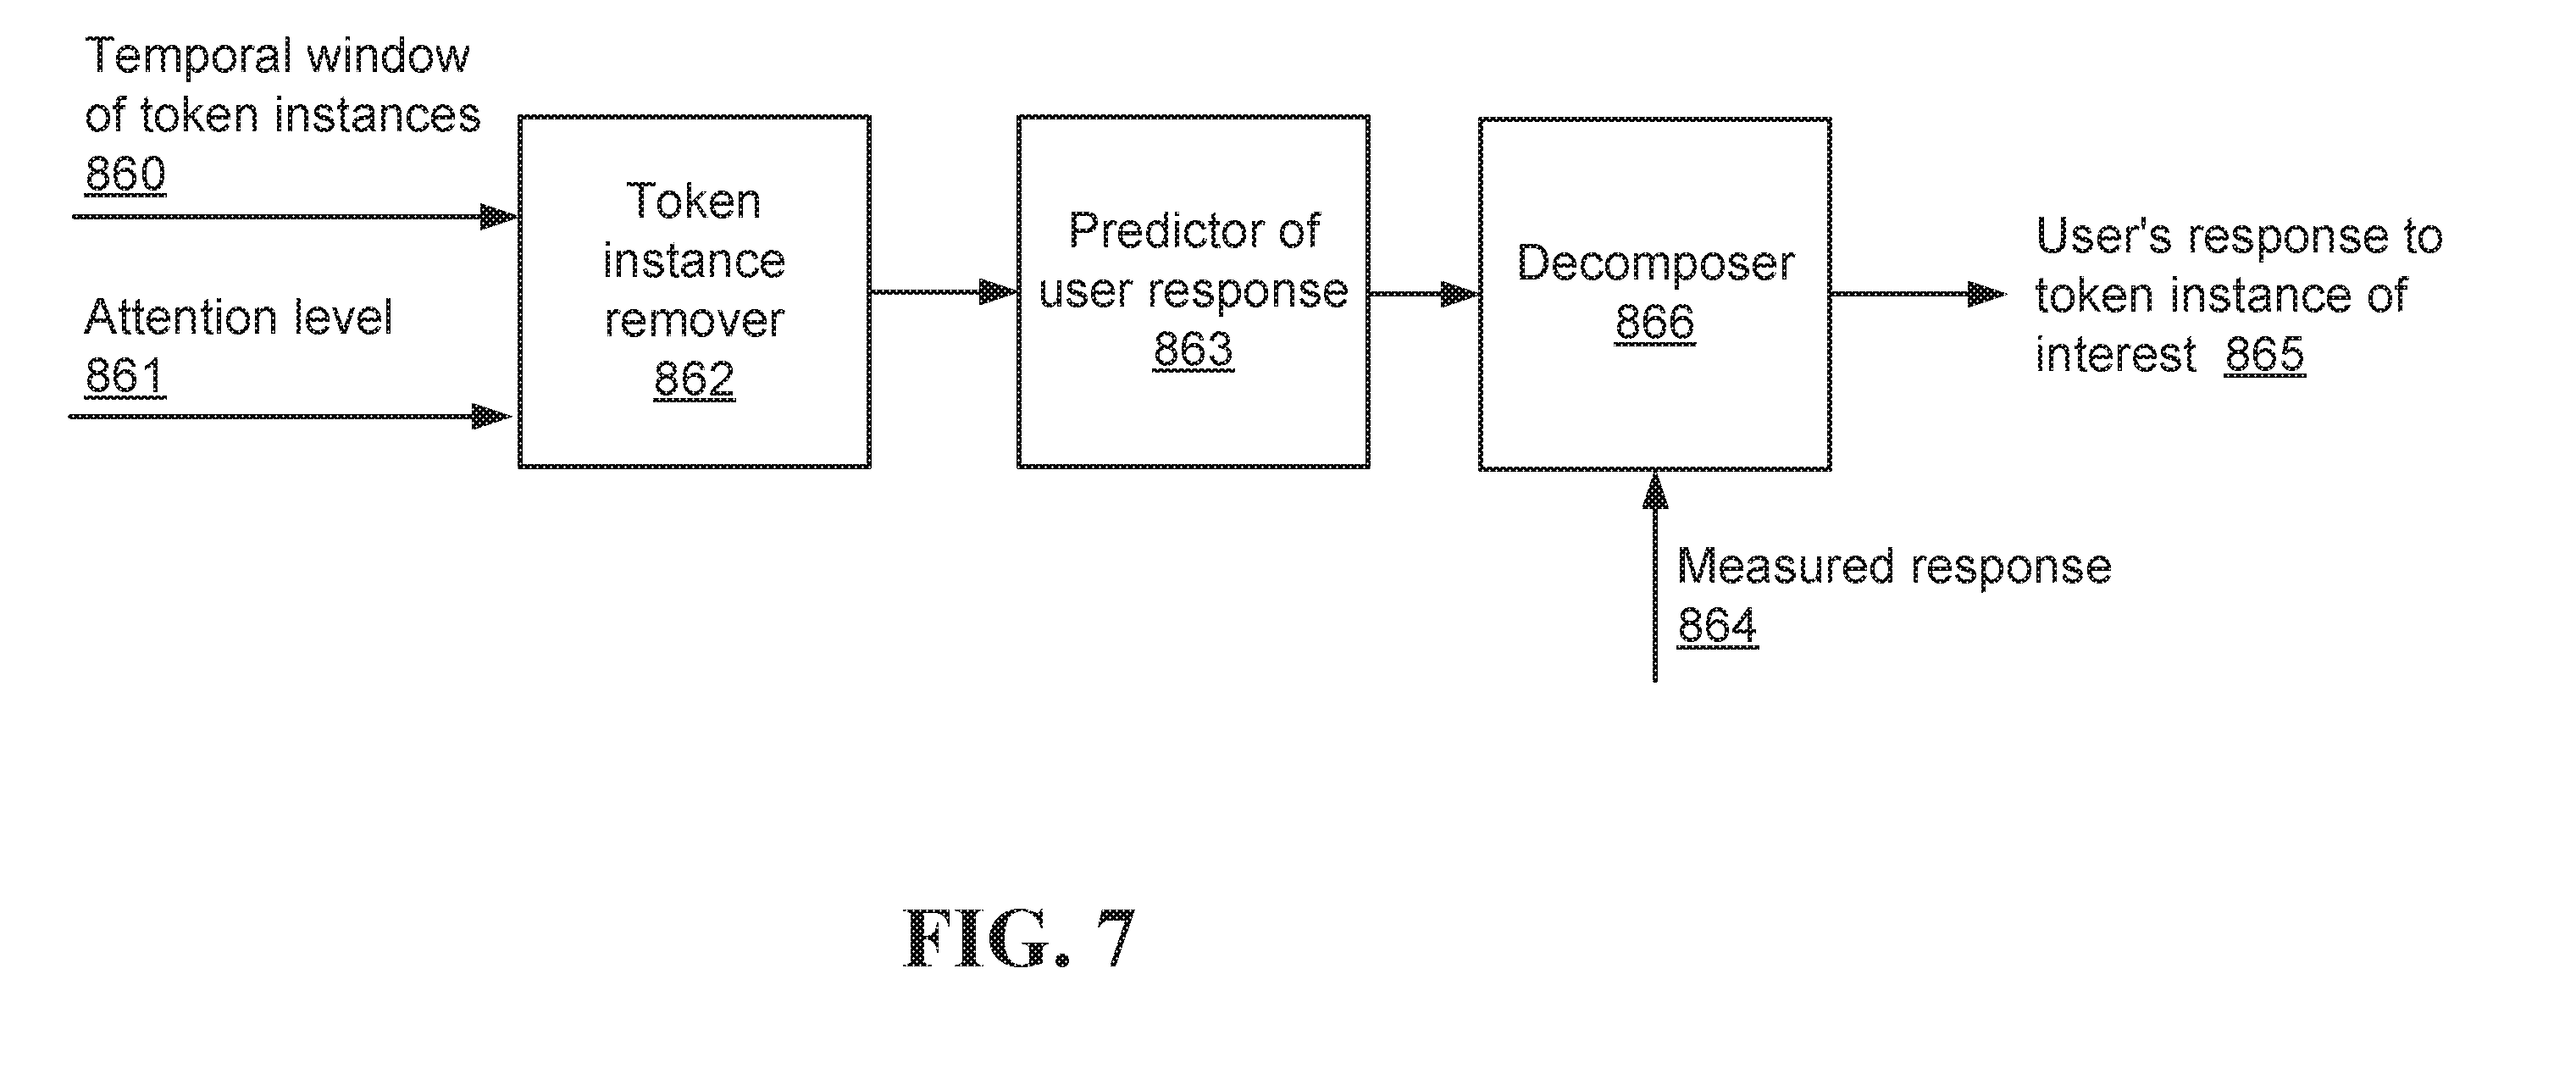 Temporal window
of token instances
860
Attention level
861
Token
instance
remover
862
Predictor of
user response
863
Decomposer
866
Measured response
864
User's response to
token instance of
interest 865
FIG. 7